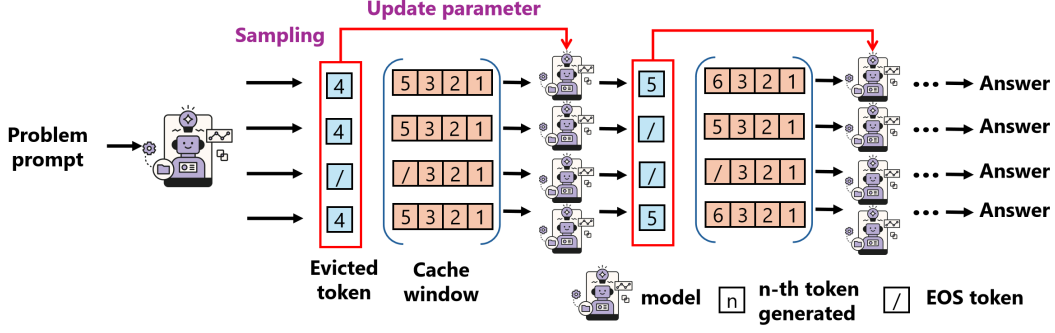 Update parameter
Sampling
4 5 3 2 1 5 6 3 2 1 Answer
4 5 3 2 1 / 5 3 2 1 Answer
Problem
prompt
/ / 3 2 1 / / 3 2 1 Answer
4 5 3 2 1 5 6 3 2 1 Answer
Evicted
token
Cache
window
model
n
n-th token
generated
/
EOS token